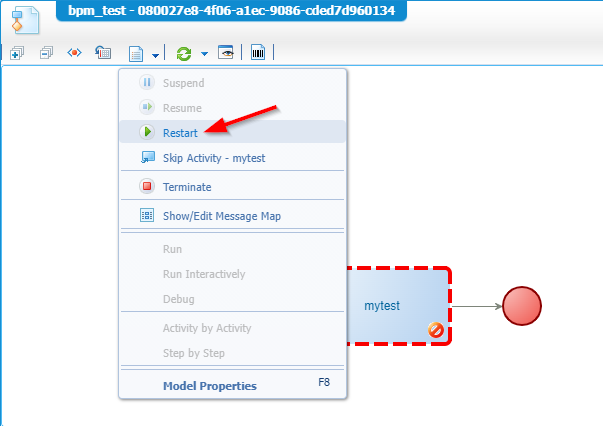 bpm_test - 080027e8-4f06-a1ec-9086-cded7d960134
Suspend
Resume
Restart
Skip Activity - mytest
Terminate
Show/Edit Message Map
Run
Run Interactively
Debug
Activity by Activity
Step by Step
Model Properties F8
mytest